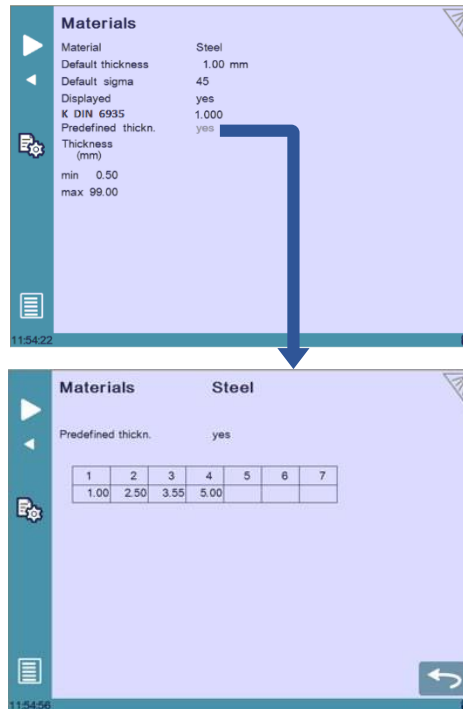 Materials
Material Steel
Default thickness 1.00 mm
Default sigma 45
Displayed yes
K DIN 6935 1.000
Predefined thickn. yes
Thickness
(mm)
min 0.50
max 99.00
11:54:22
Materials Steel
Predefined thickn. yes
1 2 3 4 5 6 7
1.00 2.50 3.55 5.00
11:54:56